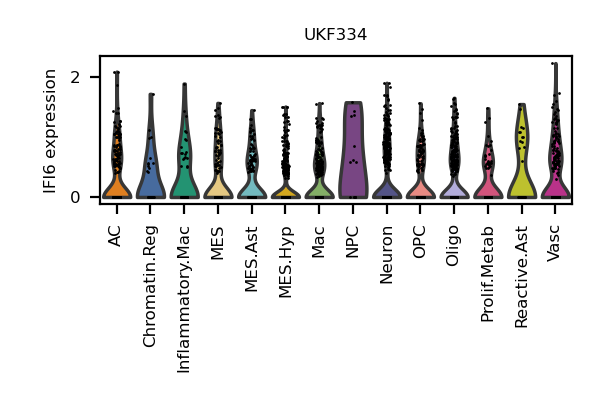 UKF334
IFI6 expression
2
0
AC
Chromatin.Reg
Inflammatory.Mac
MES
MES.Ast
MES.Hyp
Mac
NPC
Neuron
OPC
Oligo
Prolif.Metab
Reactive.Ast
Vasc